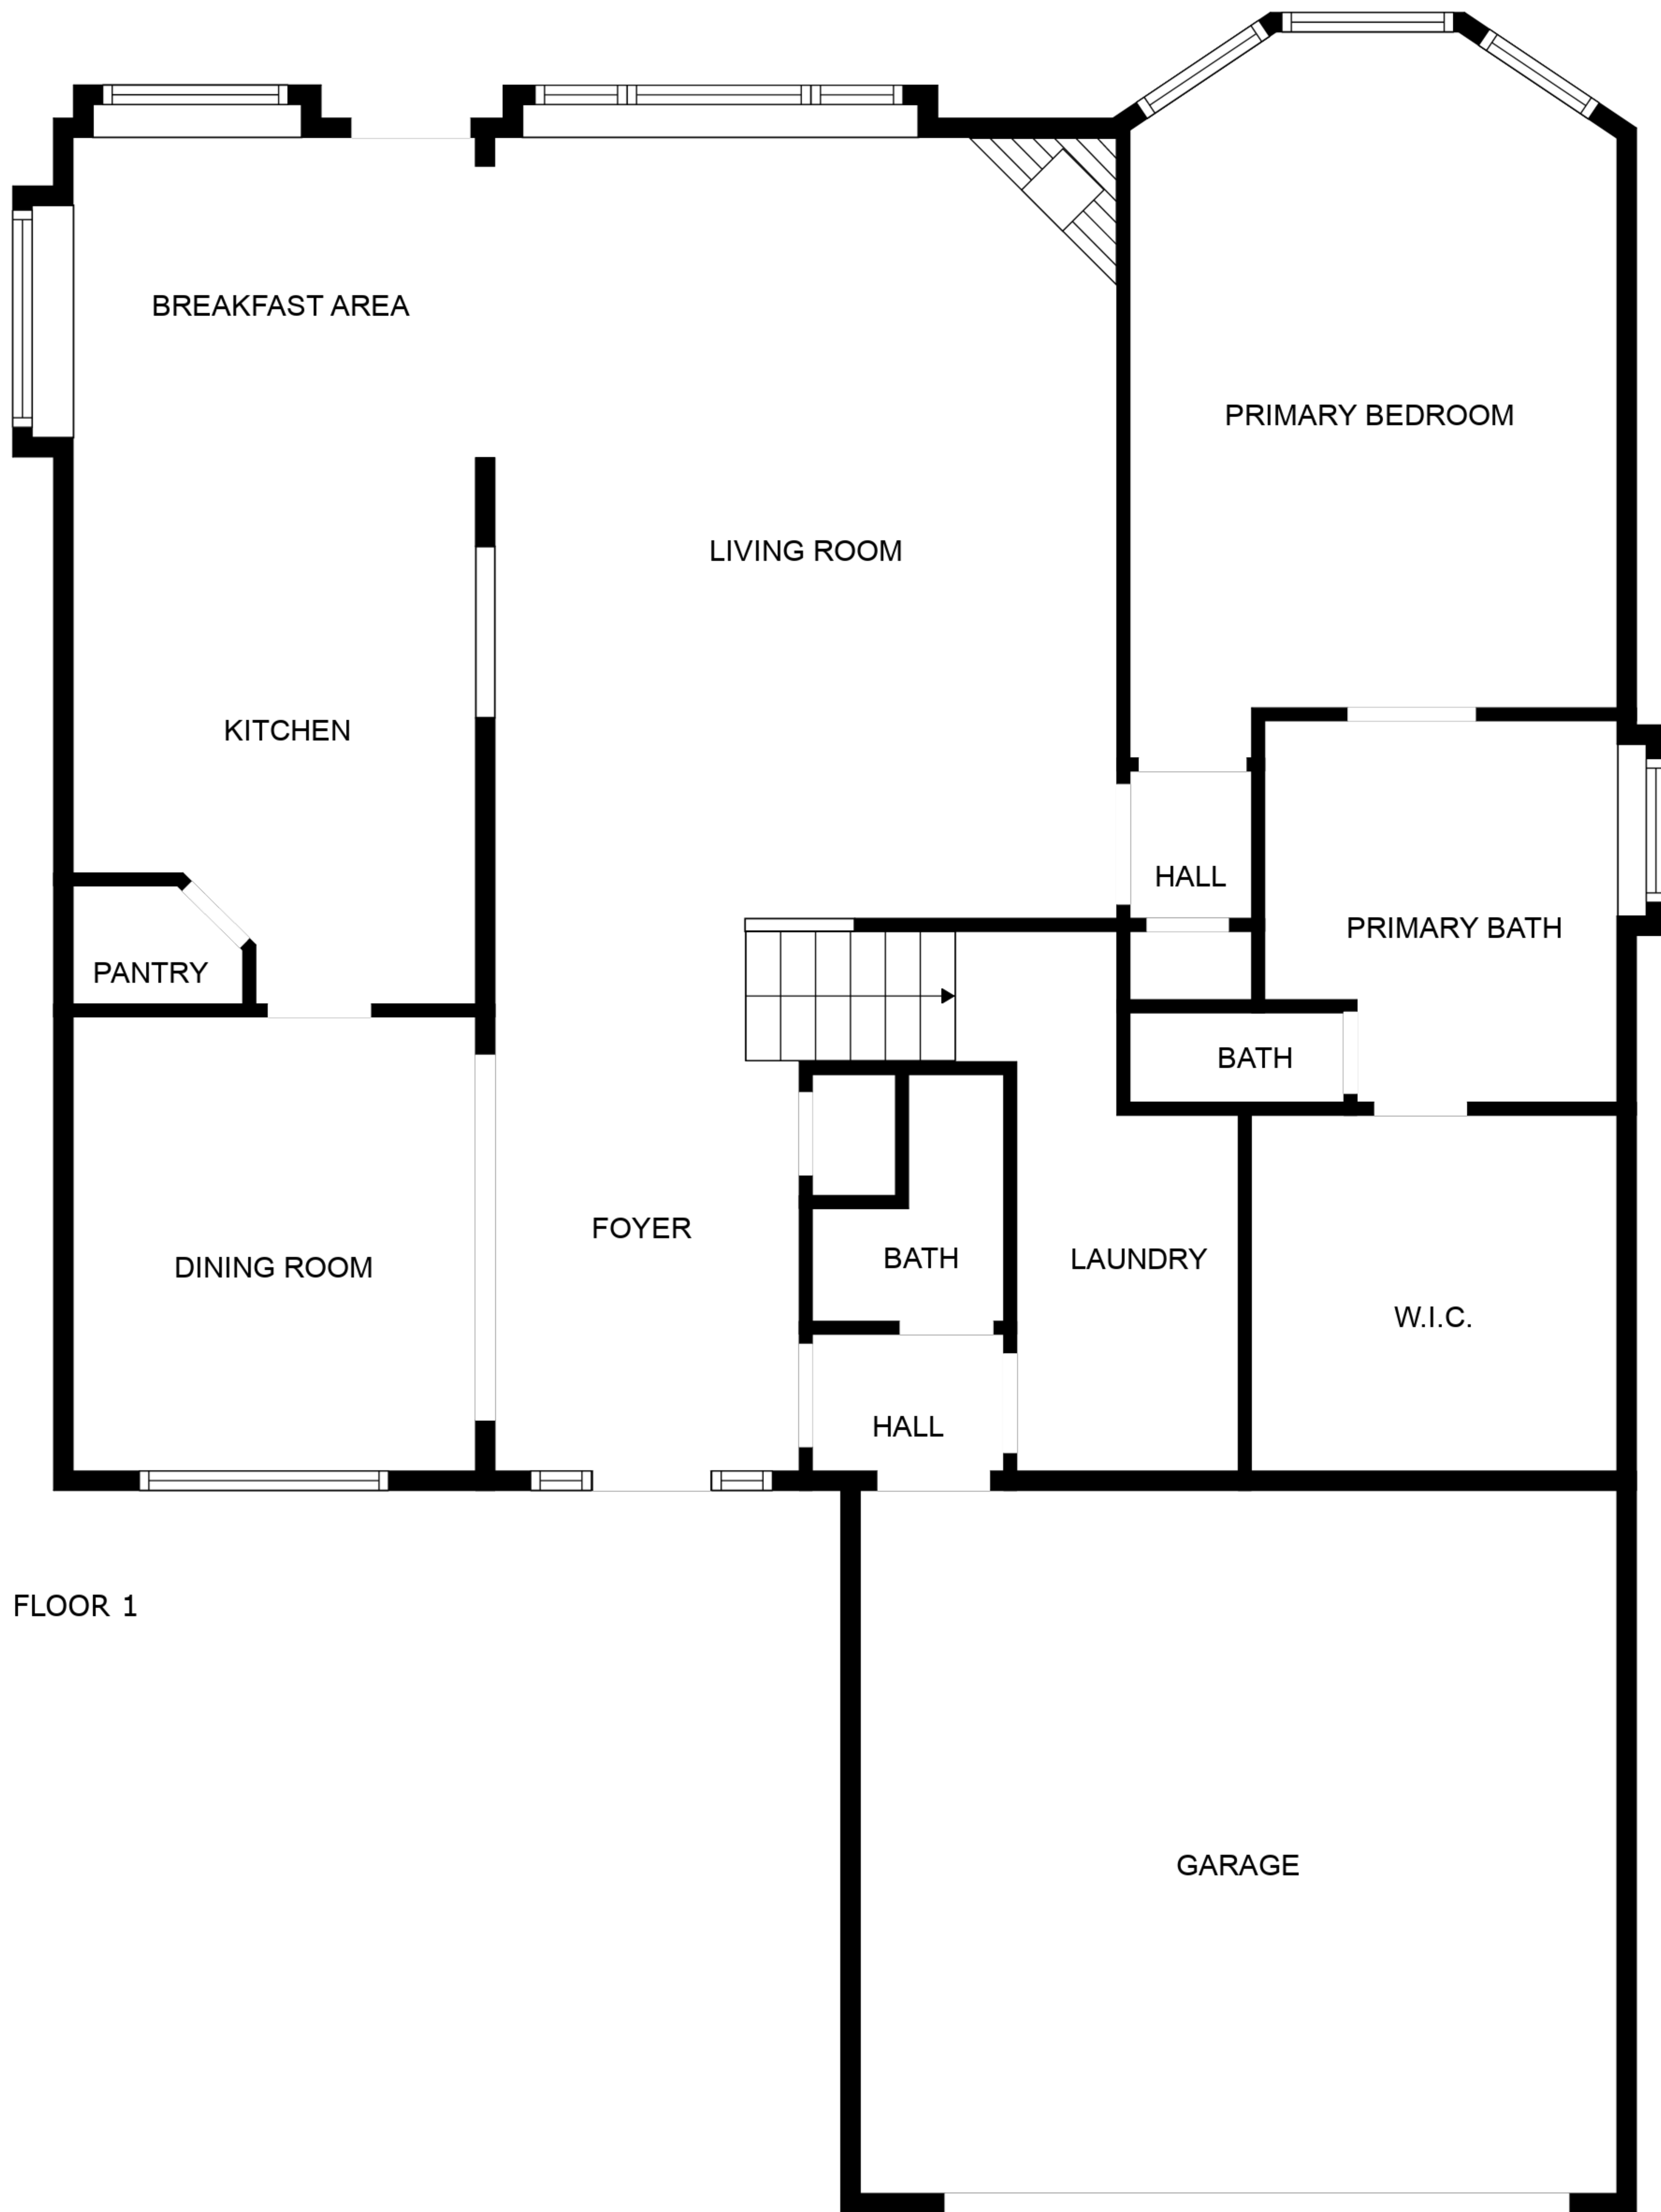 BREAKFAST AREA
PRIMARY BEDROOM
LIVING ROOM
KITCHEN
HALL
PRIMARY BATH
PANTRY
BATH
FOYER
BATH
LAUNDRY
DINING ROOM
W.I.C.
HALL
FLOOR 1
GARAGE